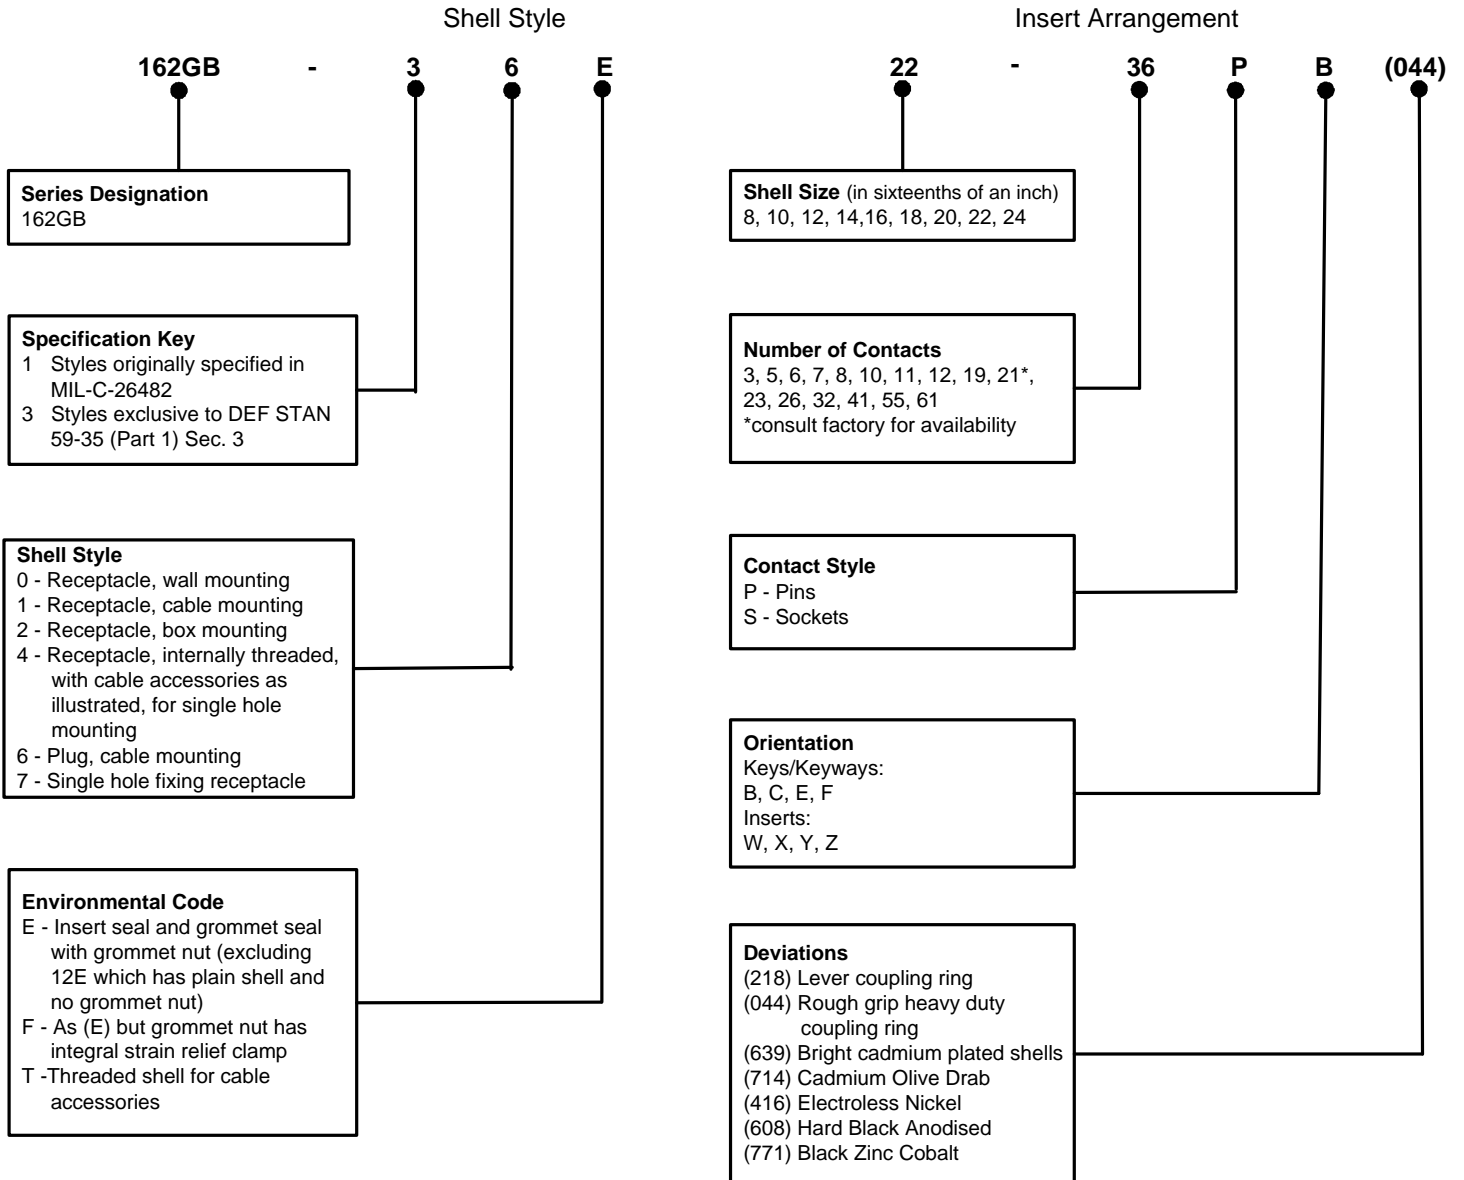 Shell Style
Insert Arrangement
162GB - 3 6 E
22 - 36 P B (044)
Series Designation
162GB
Specification Key
1 Styles originally specified in
MIL-C-26482
3 Styles exclusive to DEF STAN
59-35 (Part 1) Sec. 3
Shell Style
0 - Receptacle, wall mounting
1 - Receptacle, cable mounting
2 - Receptacle, box mounting
4 - Receptacle, internally threaded,
with cable accessories as
illustrated, for single hole
mounting
6 - Plug, cable mounting
7 - Single hole fixing receptacle
Environmental Code
E - Insert seal and grommet seal
with grommet nut (excluding
12E which has plain shell and
no grommet nut)
F - As (E) but grommet nut has
integral strain relief clamp
T -Threaded shell for cable
accessories
Shell Size (in sixteenths of an inch)
8, 10, 12, 14,16, 18, 20, 22, 24
Number of Contacts
3, 5, 6, 7, 8, 10, 11, 12, 19, 21*,
23, 26, 32, 41, 55, 61
*consult factory for availability
Contact Style
P - Pins
S - Sockets
Orientation
Keys/Keyways:
B, C, E, F
Inserts:
W, X, Y, Z
Deviations
(218) Lever coupling ring
(044) Rough grip heavy duty
coupling ring
(639) Bright cadmium plated shells
(714) Cadmium Olive Drab
(416) Electroless Nickel
(608) Hard Black Anodised
(771) Black Zinc Cobalt